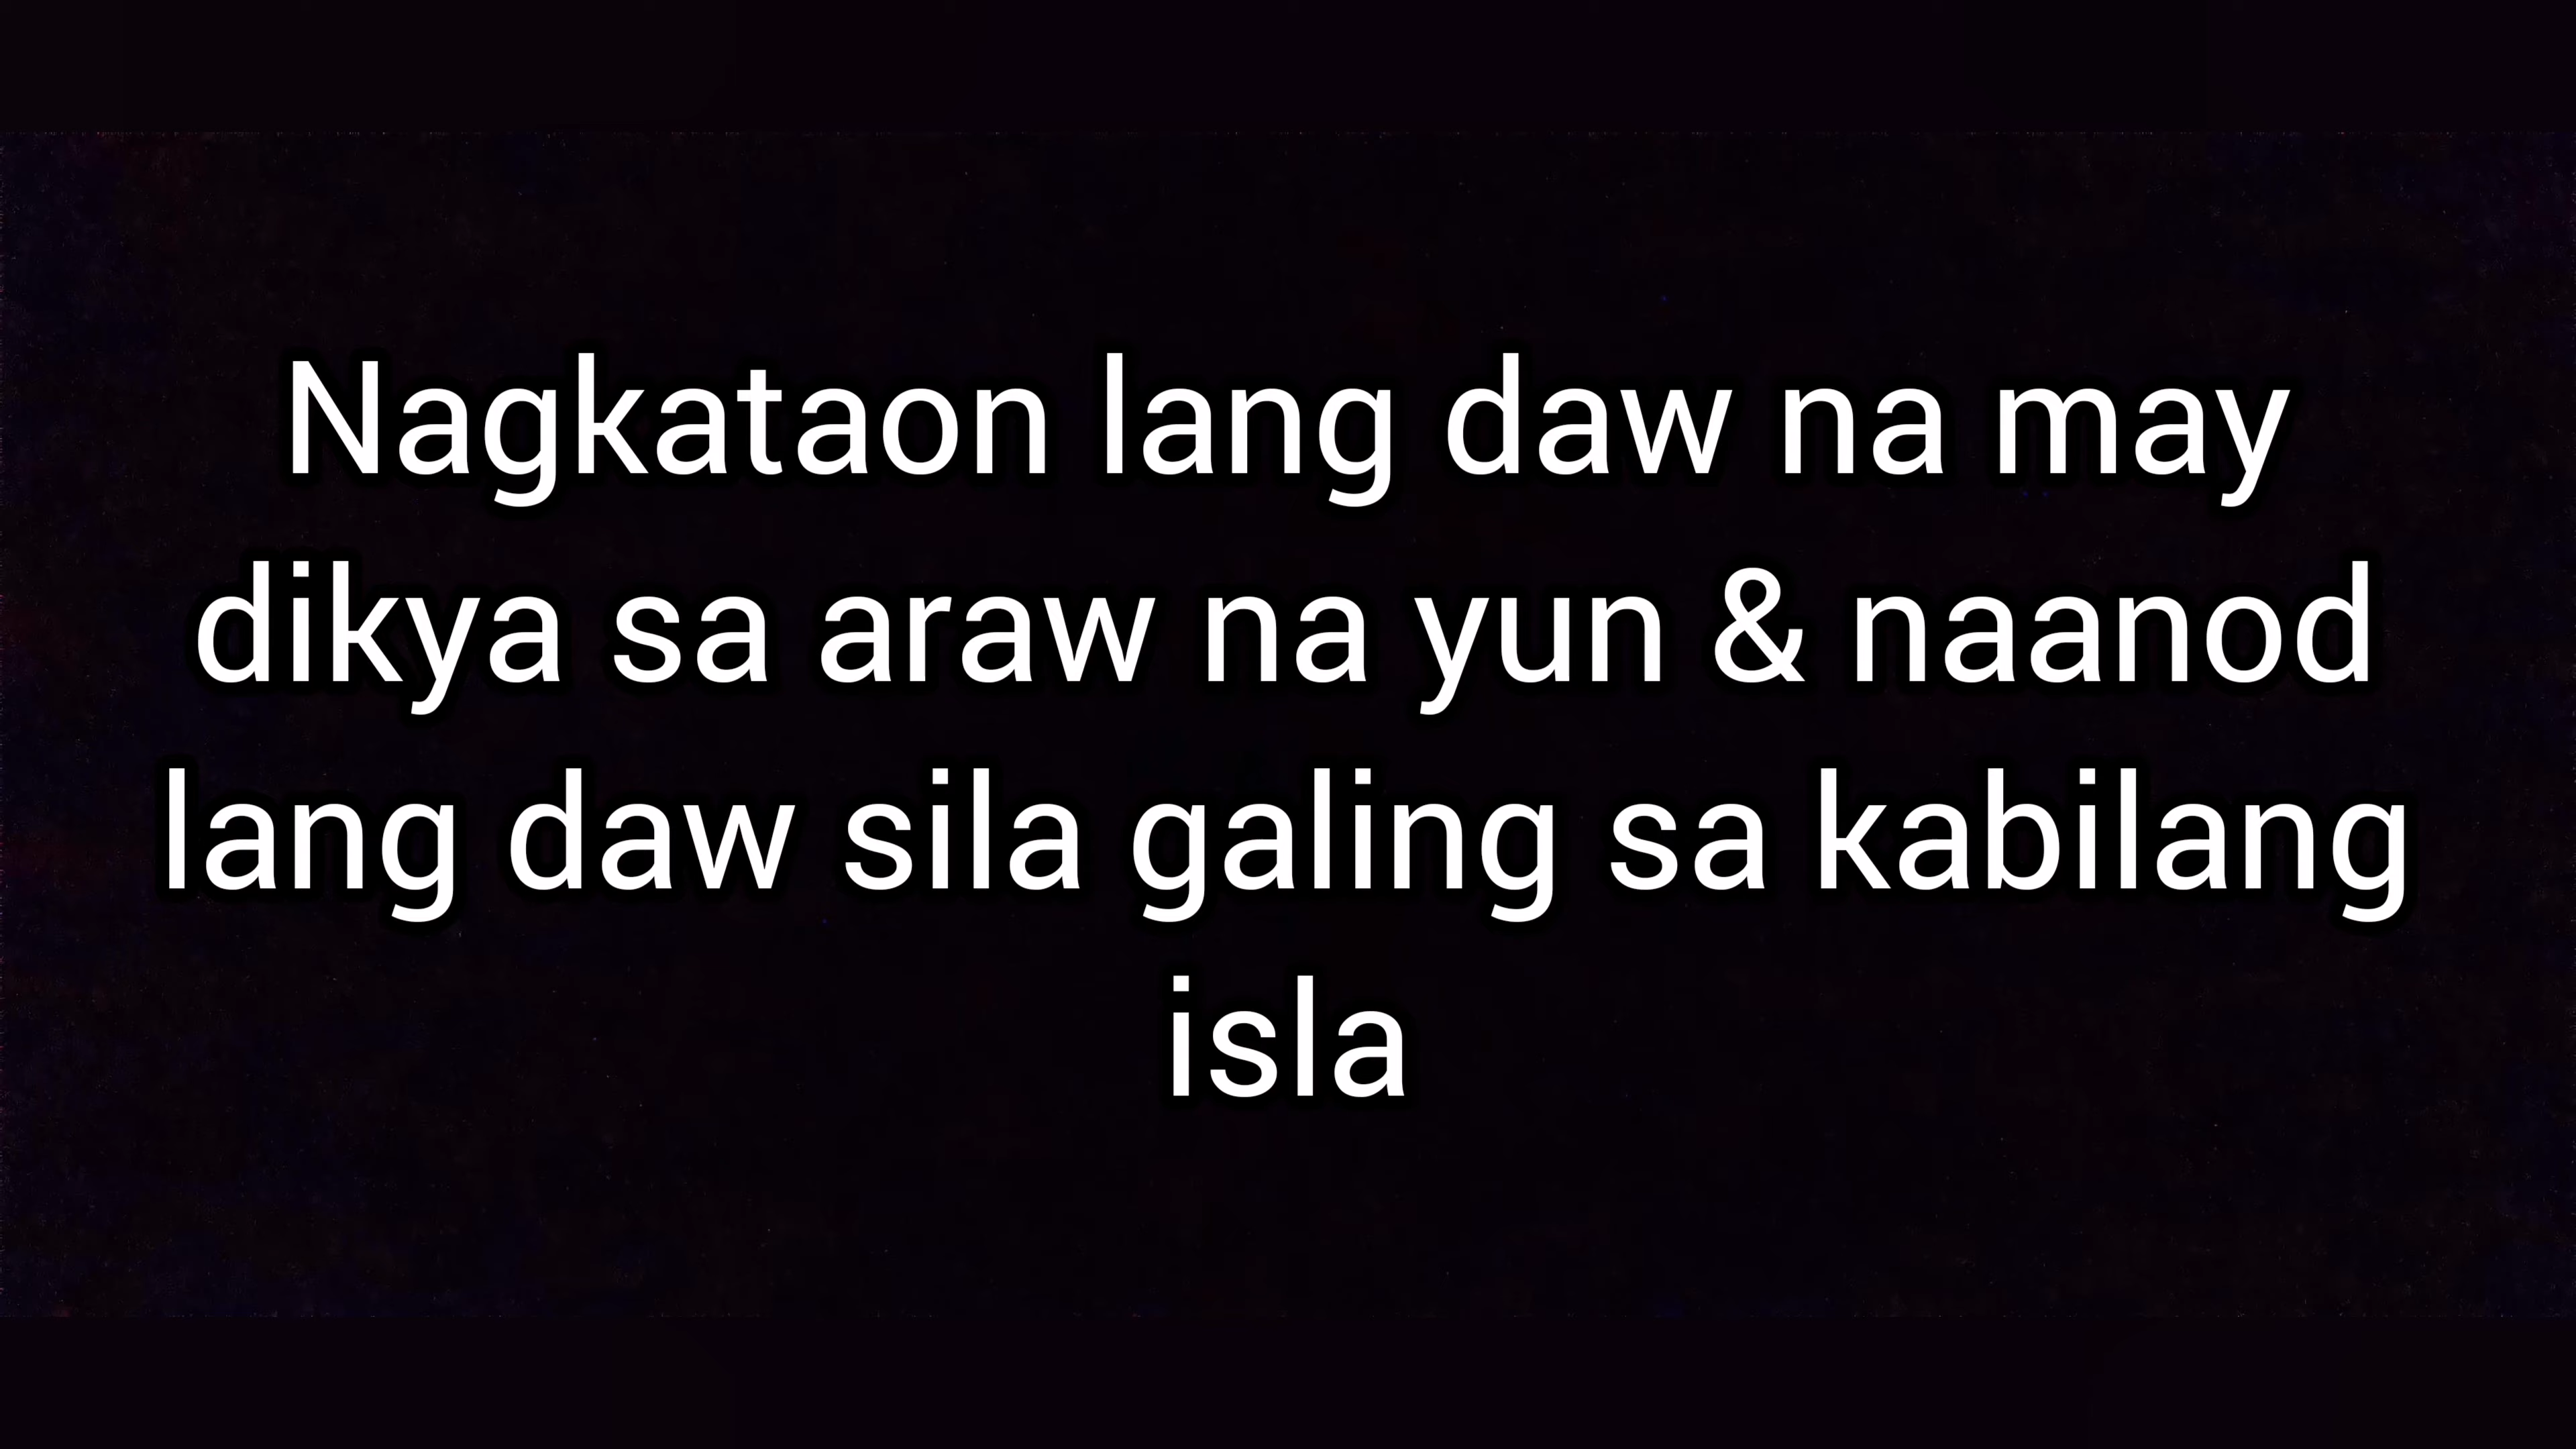 Nagkataon lang daw na may
dikya sa araw na yun & naanod
lang daw sila galing sa kabilang
isla